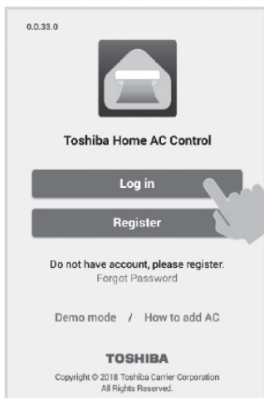 0.0.33.0
Toshiba Home AC Control
Log in
Register
Do not have account, please register.
Forgot Password
Demo mode / How to add AC
TOSHIBA
Copyright © 2018 Toshiba Carrier Corporation
All Rights Reserved.